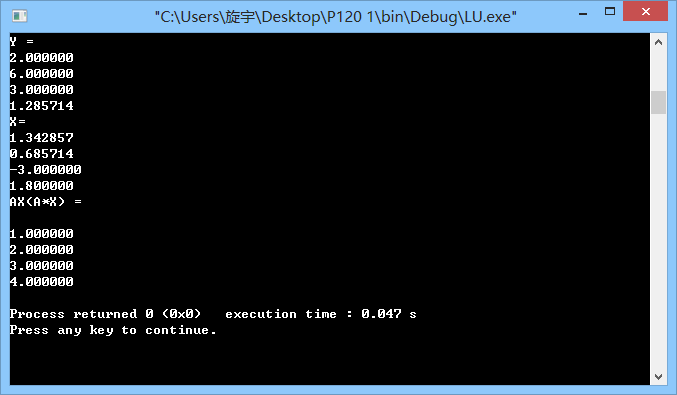 "C:\Users\旋宇\Desktop\P120 1\bin\Debug\LU.exe"
Y =
2.000000
6.000000
3.000000
1.285714
X=
1.342857
0.685714
-3.000000
1.800000
AX(A*X) =
1.000000
2.000000
3.000000
4.000000
Process returned 0 (0x0)   execution time : 0.047 s
Press any key to continue.